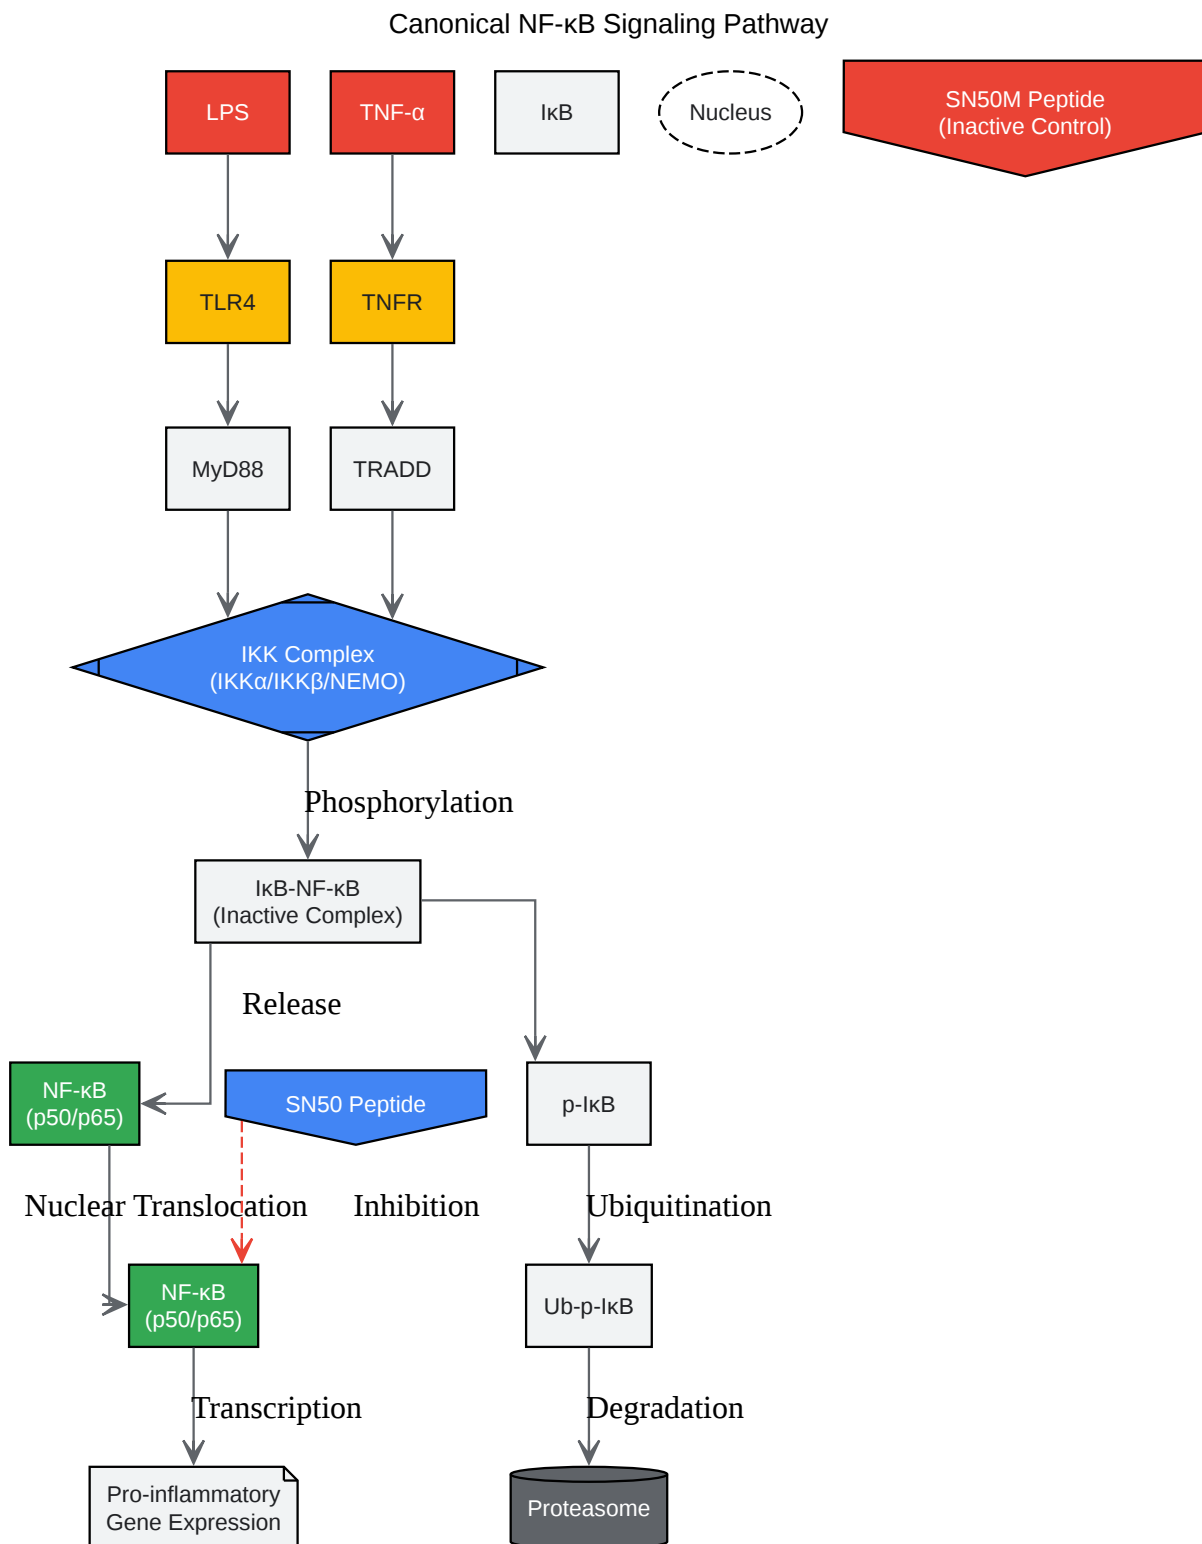 Canonical NF-κB Signaling Pathway
LPS
TNF-α
IκB
Nucleus
SN50M Peptide
(Inactive Control)
TLR4
TNFR
MyD88
TRADD
IKK Complex
(IKKα/IKKβ/NEMO)
Phosphorylation
IκB-NF-κB
(Inactive Complex)
Release
NF-κB
(p50/p65)
SN50 Peptide
p-IκB
Nuclear Translocation
Inhibition
Ubiquitination
NF-κB
(p50/p65)
Ub-p-IκB
Transcription
Degradation
Pro-inflammatory
Gene Expression
Proteasome